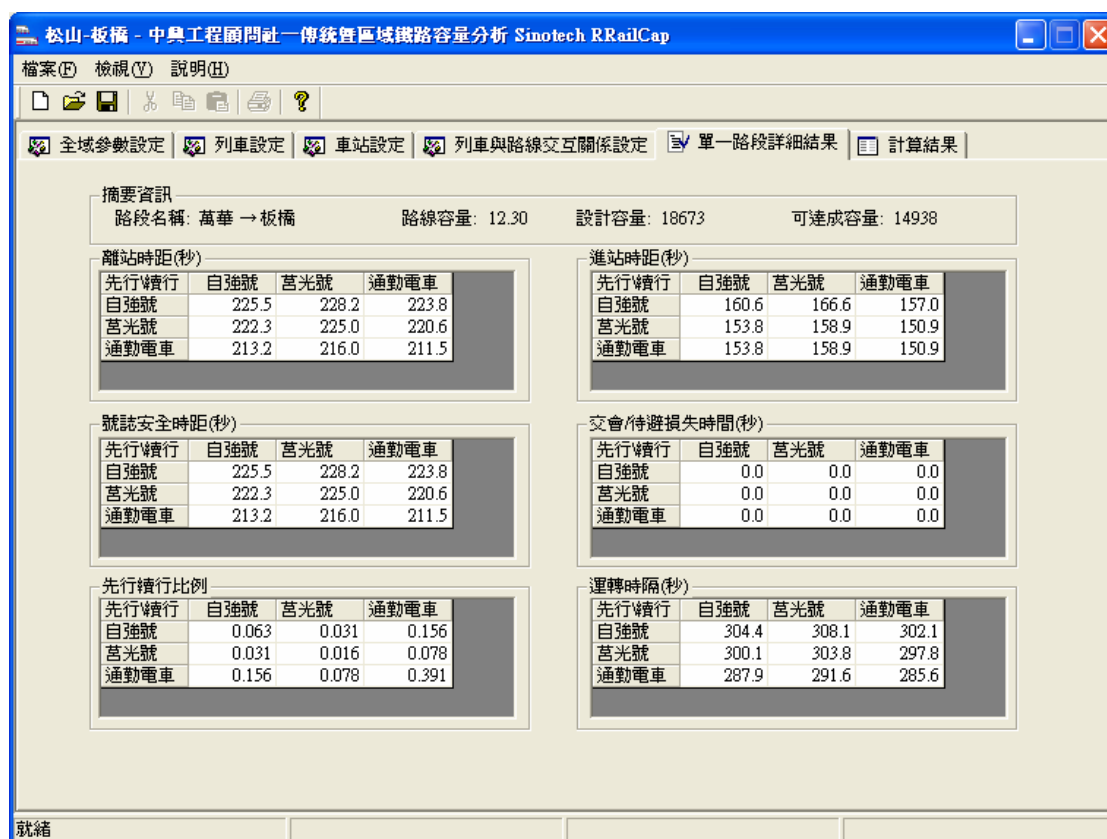 松山-板橋 - 中興工程顧問社－傳統暨區域鐵路容量分析 Sinotech RRailCap
檔案(F) 檢視(V) 說明(H)
全域參數設定 列車設定 車站設定 列車與路線交互關係設定 單一路段詳細結果 計算結果
摘要資訊
路段名稱: 萬華 → 板橋 路線容量: 12.30 設計容量: 18673 可達成容量: 14938
離站時距(秒) 進站時距(秒)
先行\續行 自強號 莒光號 通勤電車 先行\續行 自強號 莒光號 通勤電車
自強號 225.5 228.2 223.8 自強號 160.6 166.6 157.0
莒光號 222.3 225.0 220.6 莒光號 153.8 158.9 150.9
通勤電車 213.2 216.0 211.5 通勤電車 153.8 158.9 150.9
號誌安全時距(秒) 交會/待避損失時間(秒)
先行\續行 自強號 莒光號 通勤電車 先行\續行 自強號 莒光號 通勤電車
自強號 225.5 228.2 223.8 自強號 0.0 0.0 0.0
莒光號 222.3 225.0 220.6 莒光號 0.0 0.0 0.0
通勤電車 213.2 216.0 211.5 通勤電車 0.0 0.0 0.0
先行續行比例 運轉時隔(秒)
先行\續行 自強號 莒光號 通勤電車 先行\續行 自強號 莒光號 通勤電車
自強號 0.063 0.031 0.156 自強號 304.4 308.1 302.1
莒光號 0.031 0.016 0.078 莒光號 300.1 303.8 297.8
通勤電車 0.156 0.078 0.391 通勤電車 287.9 291.6 285.6
就緒